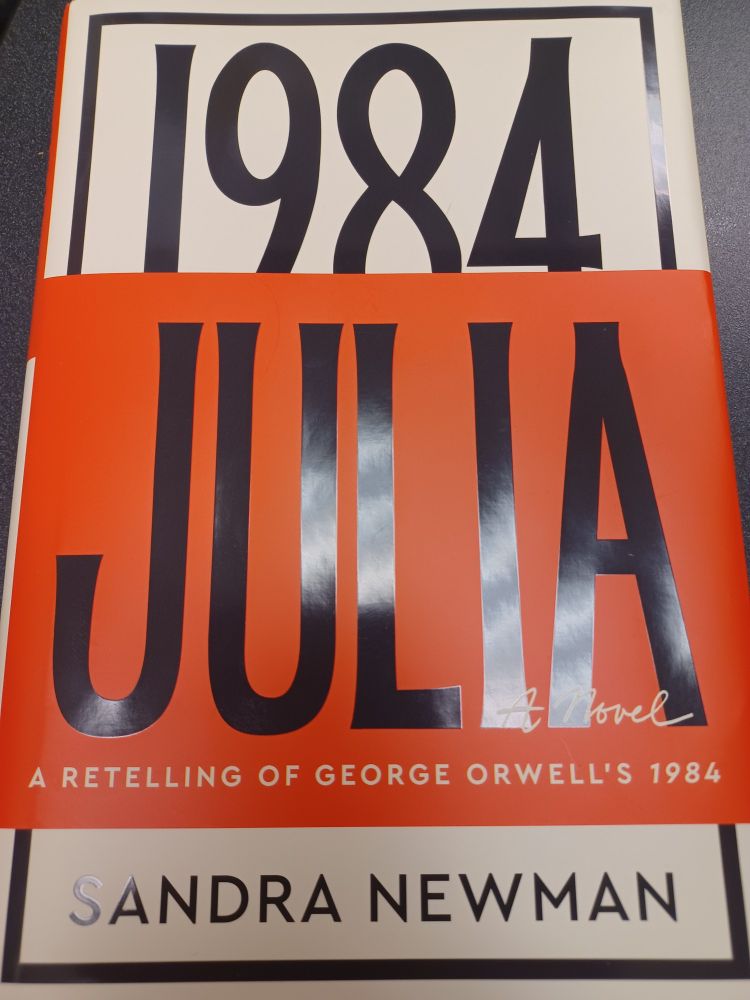 1984
JULIA
A Novel
A RETELLING OF GEORGE ORWELL'S 1984
SANDRA NEWMAN